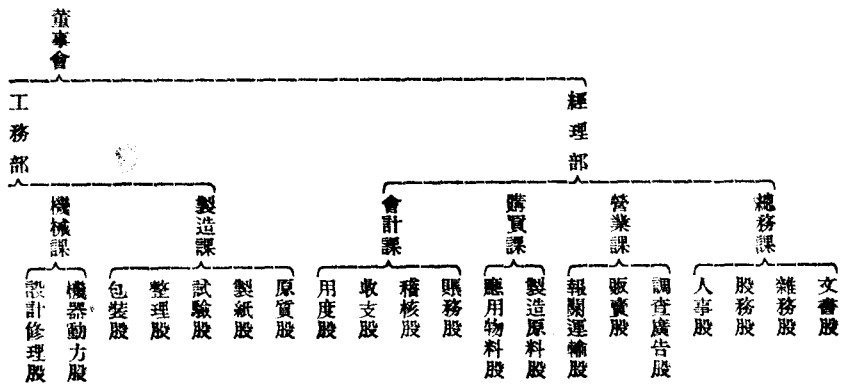 董事會
經理部
工務部
總務課
營業課
購買課
會計課
製造課
機械課
文書股
雜務股
股務股
人事股
調查廣告股
販賣股
報關運輸股
製造原料股
應用物料股
賬務股
稽核股
收支股
用度股
原質股
製紙股
試驗股
整理股
包裝股
機器動力股
設計修理股